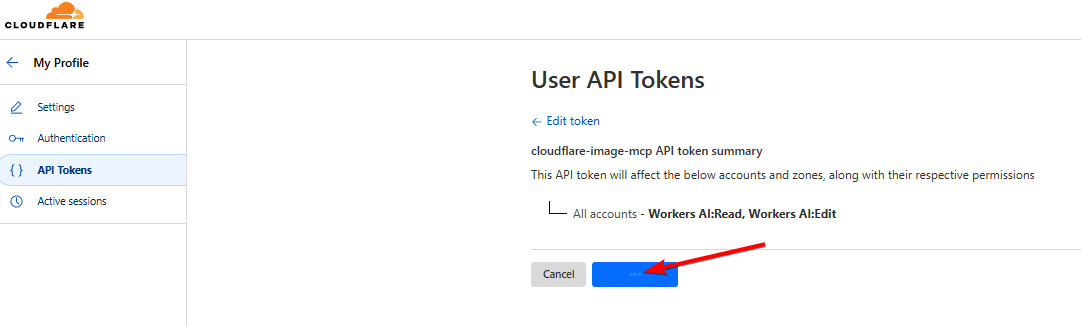 CLOUDFLARE
My Profile
Settings
Authentication
API Tokens
Active sessions
User API Tokens
Edit token
cloudflare-image-mcp API token summary
This API token will affect the below accounts and zones, along with their respective permissions
All accounts - Workers AI:Read, Workers AI:Edit
Cancel